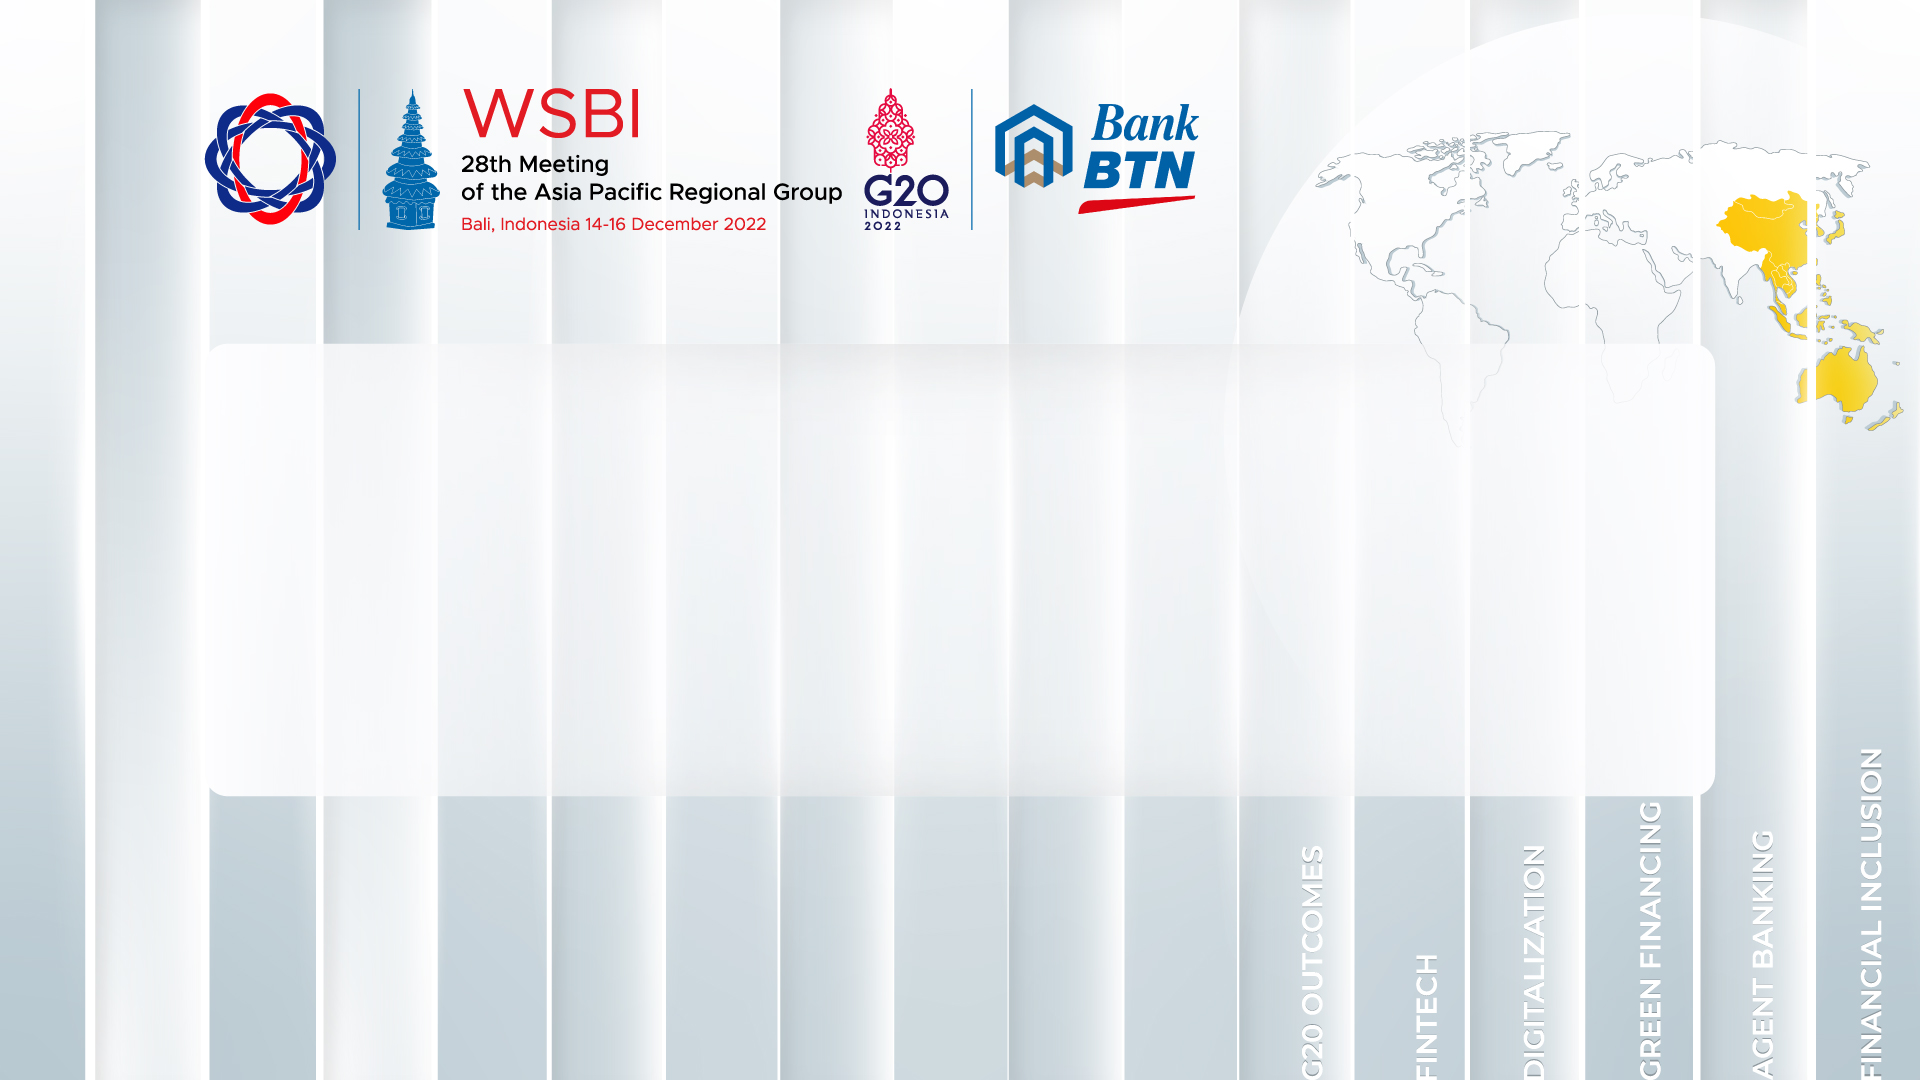 WSBI
28th Meeting
of the Asia Pacific Regional Group
Bali, Indonesia 14-16 December 2022
G20
INDONESIA
2022
Bank
BTN
G20 OUTCOMES
FINTECH
DIGITALIZATION
GREEN FINANCING
AGENT BANKING
FINANCIAL INCLUSION